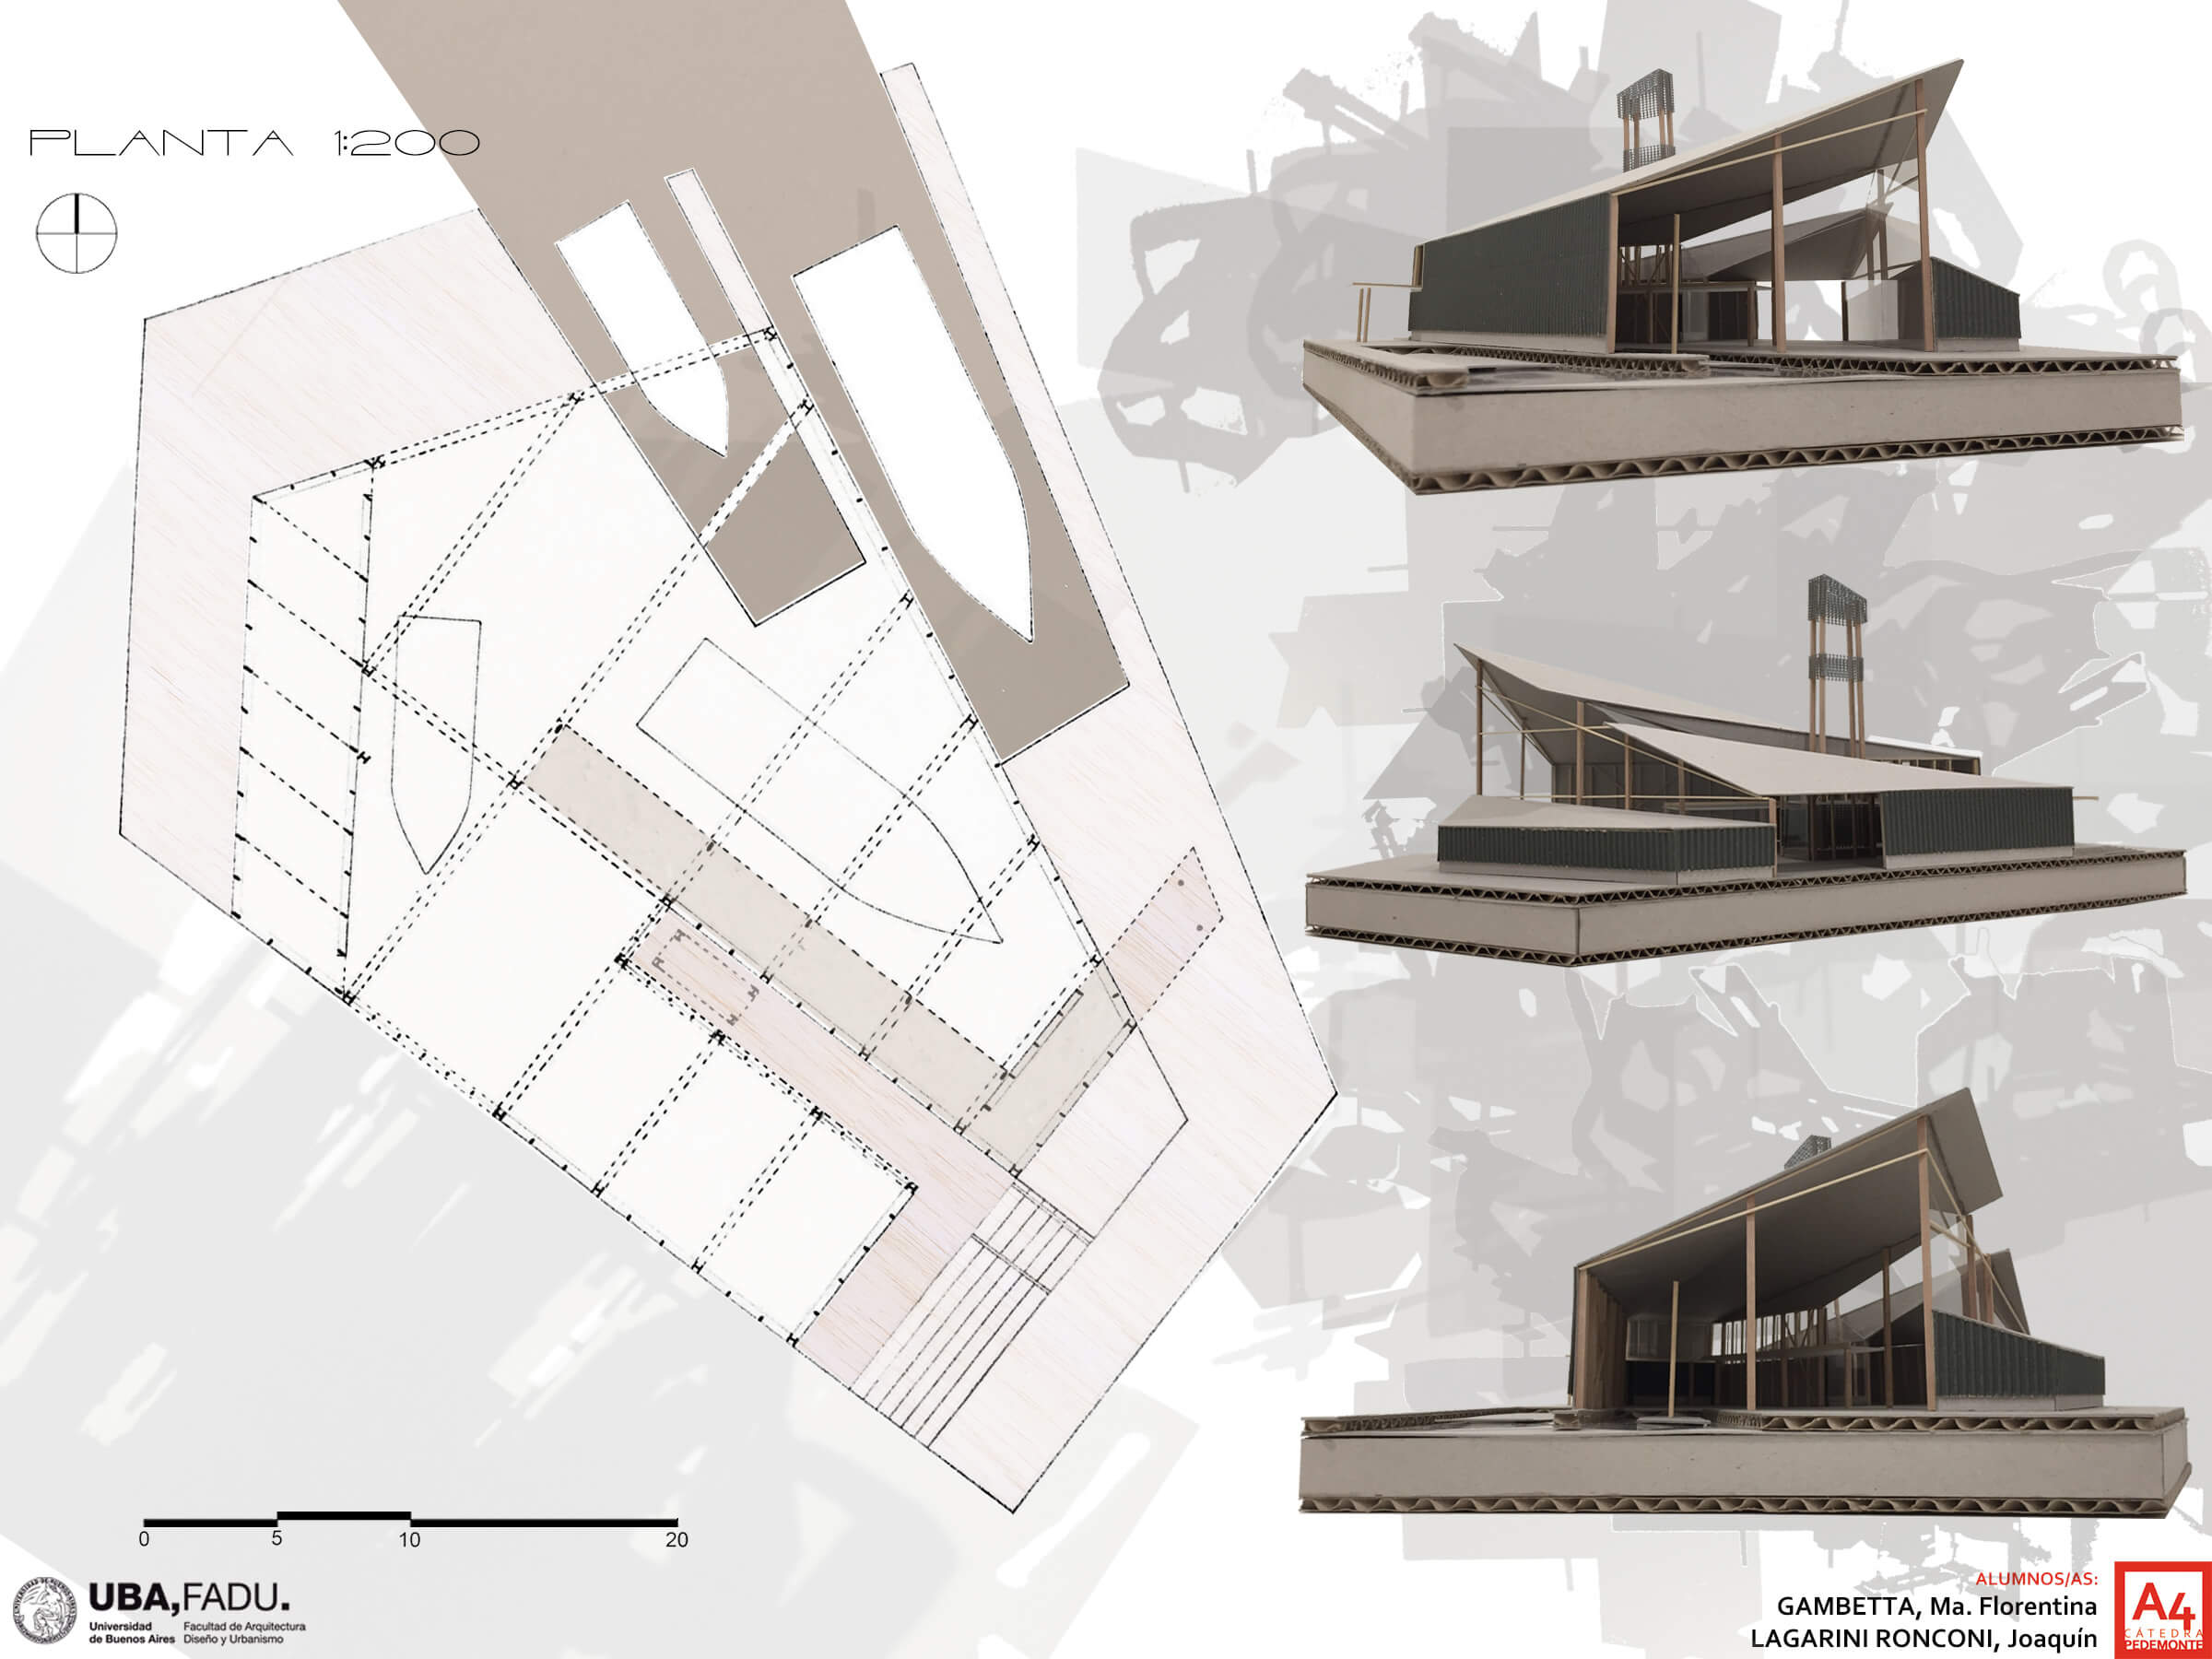 PLANTA 1:200
0 5 10 20
UBA,FADU.
Universidad de Buenos Aires
Facultad de Arquitectura Diseño y Urbanismo
ALUMNOS/AS:
GAMBETTA, Ma. Florentina
LAGARINI RONCONI, Joaquín
A4
CÁTEDRA
PEDEMONTE